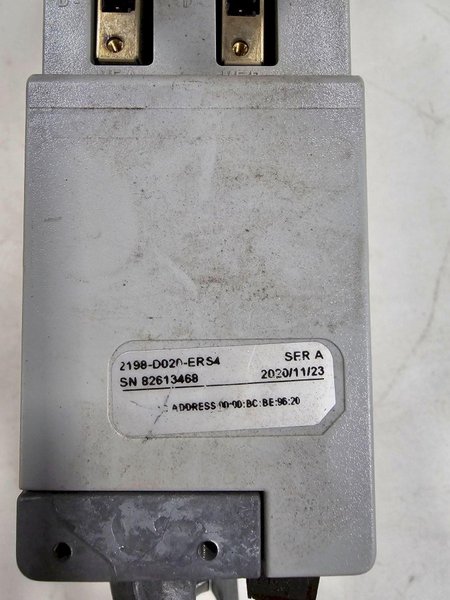 2198-D020-ERS4 SER A
SN 82613468 2020/11/23
ADDRESS 00:00:BC:BE:96:20